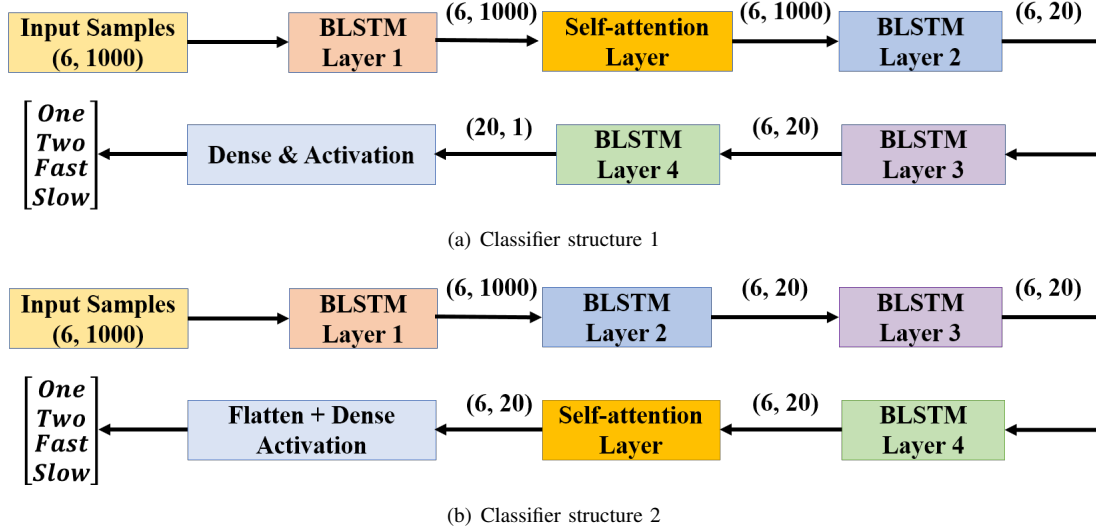 Input Samples
(6, 1000)
BLSTM
Layer 1
(6, 1000)
Self-attention
Layer
(6, 1000)
BLSTM
Layer 2
(6, 20)
BLSTM
Layer 3
(6, 20)
BLSTM
Layer 4
(20, 1)
Dense & Activation
One
Two
Fast
Slow
(a) Classifier structure 1
Input Samples
(6, 1000)
BLSTM
Layer 1
(6, 1000)
BLSTM
Layer 2
(6, 20)
BLSTM
Layer 3
(6, 20)
BLSTM
Layer 4
(6, 20)
Self-attention
Layer
(6, 20)
Flatten + Dense
Activation
One
Two
Fast
Slow
(b) Classifier structure 2